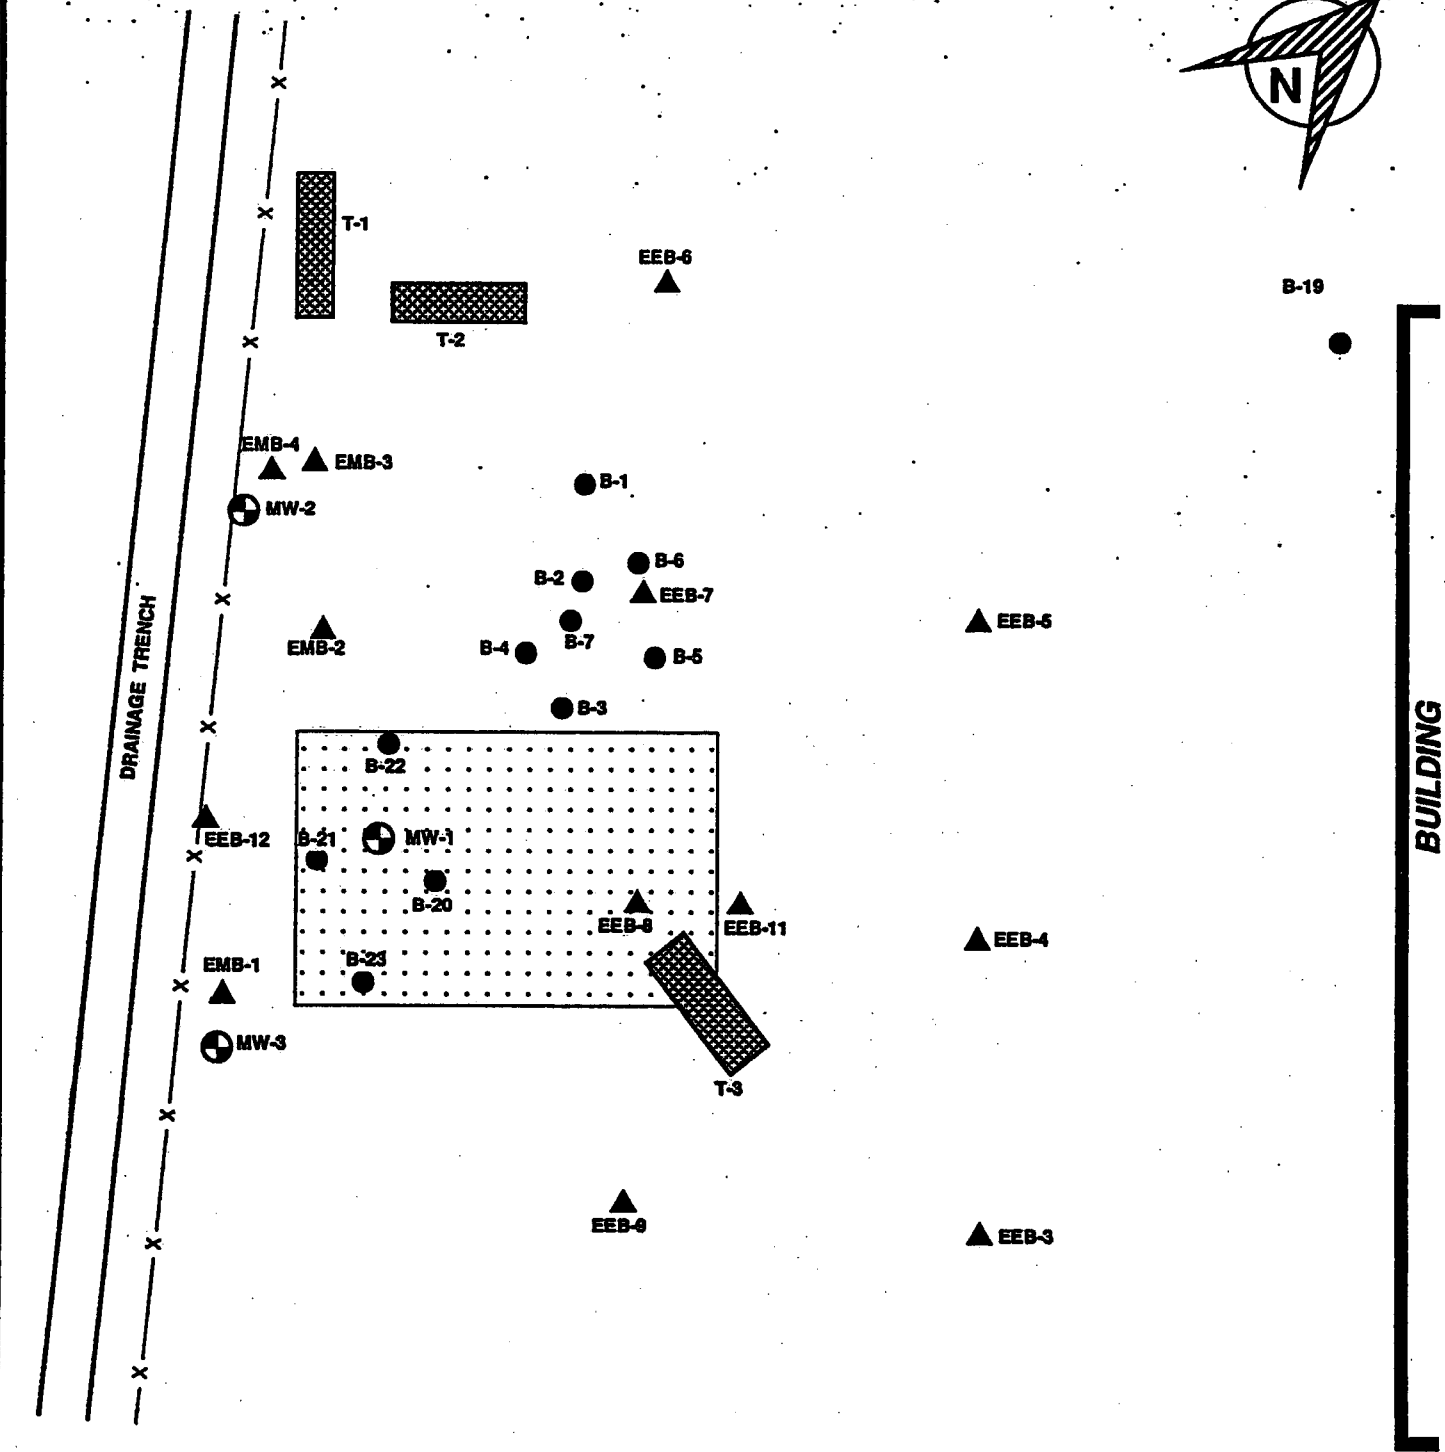 N
T-1
EEB-6
B-19
T-2
EMB-4
EMB-3
B-1
MW-2
B-6
B-2
EEB-7
EEB-5
B-7
EMB-2
B-4
B-5
B-3
DRAINAGE TRENCH
BUILDING
B-22
EEB-12
B-21
MW-1
B-20
EEB-8
EEB-11
EEB-4
B-23
EMB-1
MW-3
T-3
EEB-9
EEB-3